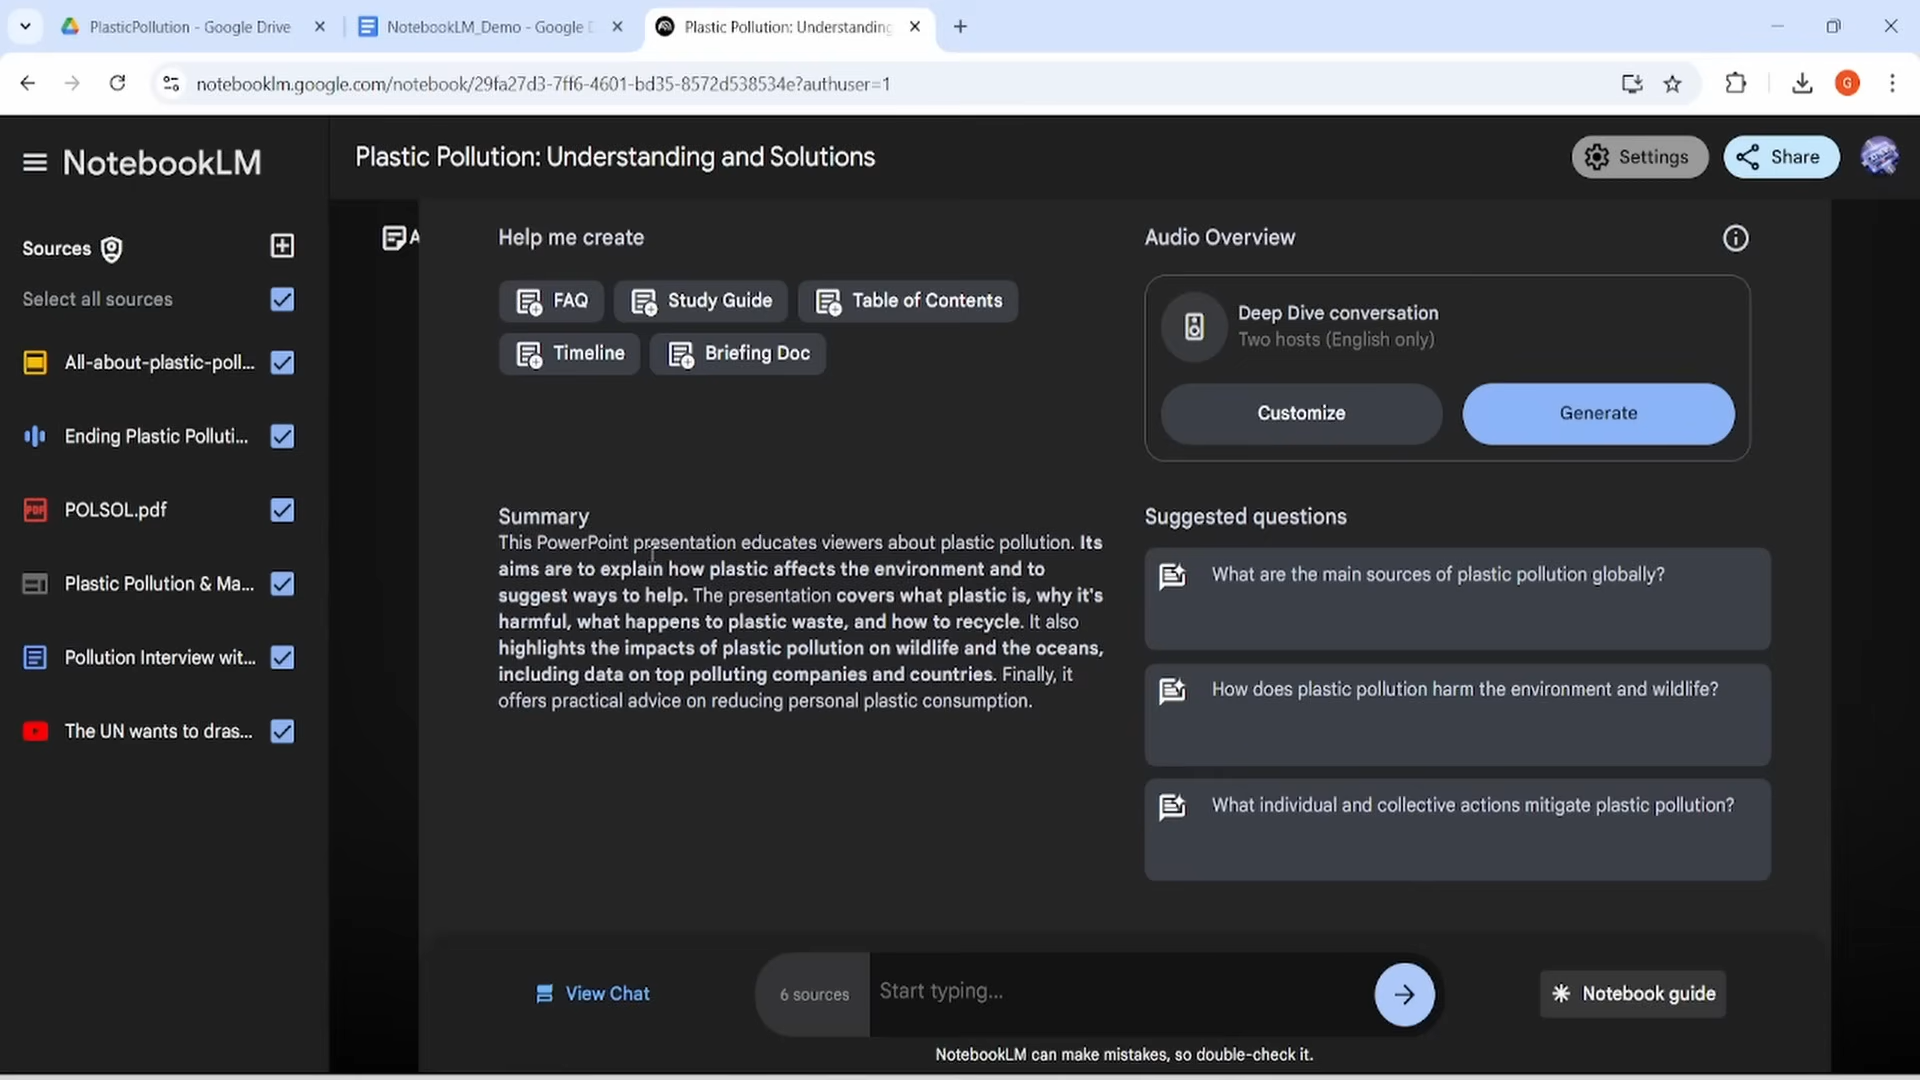 PlasticPollution - Google Drive
NotebookLM_Demo - Google D
Plastic Pollution: Understanding
notebooklm.google.com/notebook/29fa27d3-7ff6-4601-bd35-8572d538534e?authuser=1
G
NotebookLM
Plastic Pollution: Understanding and Solutions
Settings
Share
Sources
Select all sources
All-about-plastic-poll...
Ending Plastic Polluti...
PDF
POLSOL.pdf
Plastic Pollution & Ma...
Pollution Interview wit...
The UN wants to dras...
A
Help me create
FAQ
Study Guide
Table of Contents
Timeline
Briefing Doc
Audio Overview
Deep Dive conversation
Two hosts (English only)
Customize
Generate
Summary
This PowerPoint presentation educates viewers about plastic pollution. Its
aims are to explain how plastic affects the environment and to
suggest ways to help. The presentation covers what plastic is, why it's
harmful, what happens to plastic waste, and how to recycle. It also
highlights the impacts of plastic pollution on wildlife and the oceans,
including data on top polluting companies and countries. Finally, it
offers practical advice on reducing personal plastic consumption.
Suggested questions
What are the main sources of plastic pollution globally?
How does plastic pollution harm the environment and wildlife?
What individual and collective actions mitigate plastic pollution?
View Chat
6 sources
Start typing...
Notebook guide
NotebookLM can make mistakes, so double-check it.